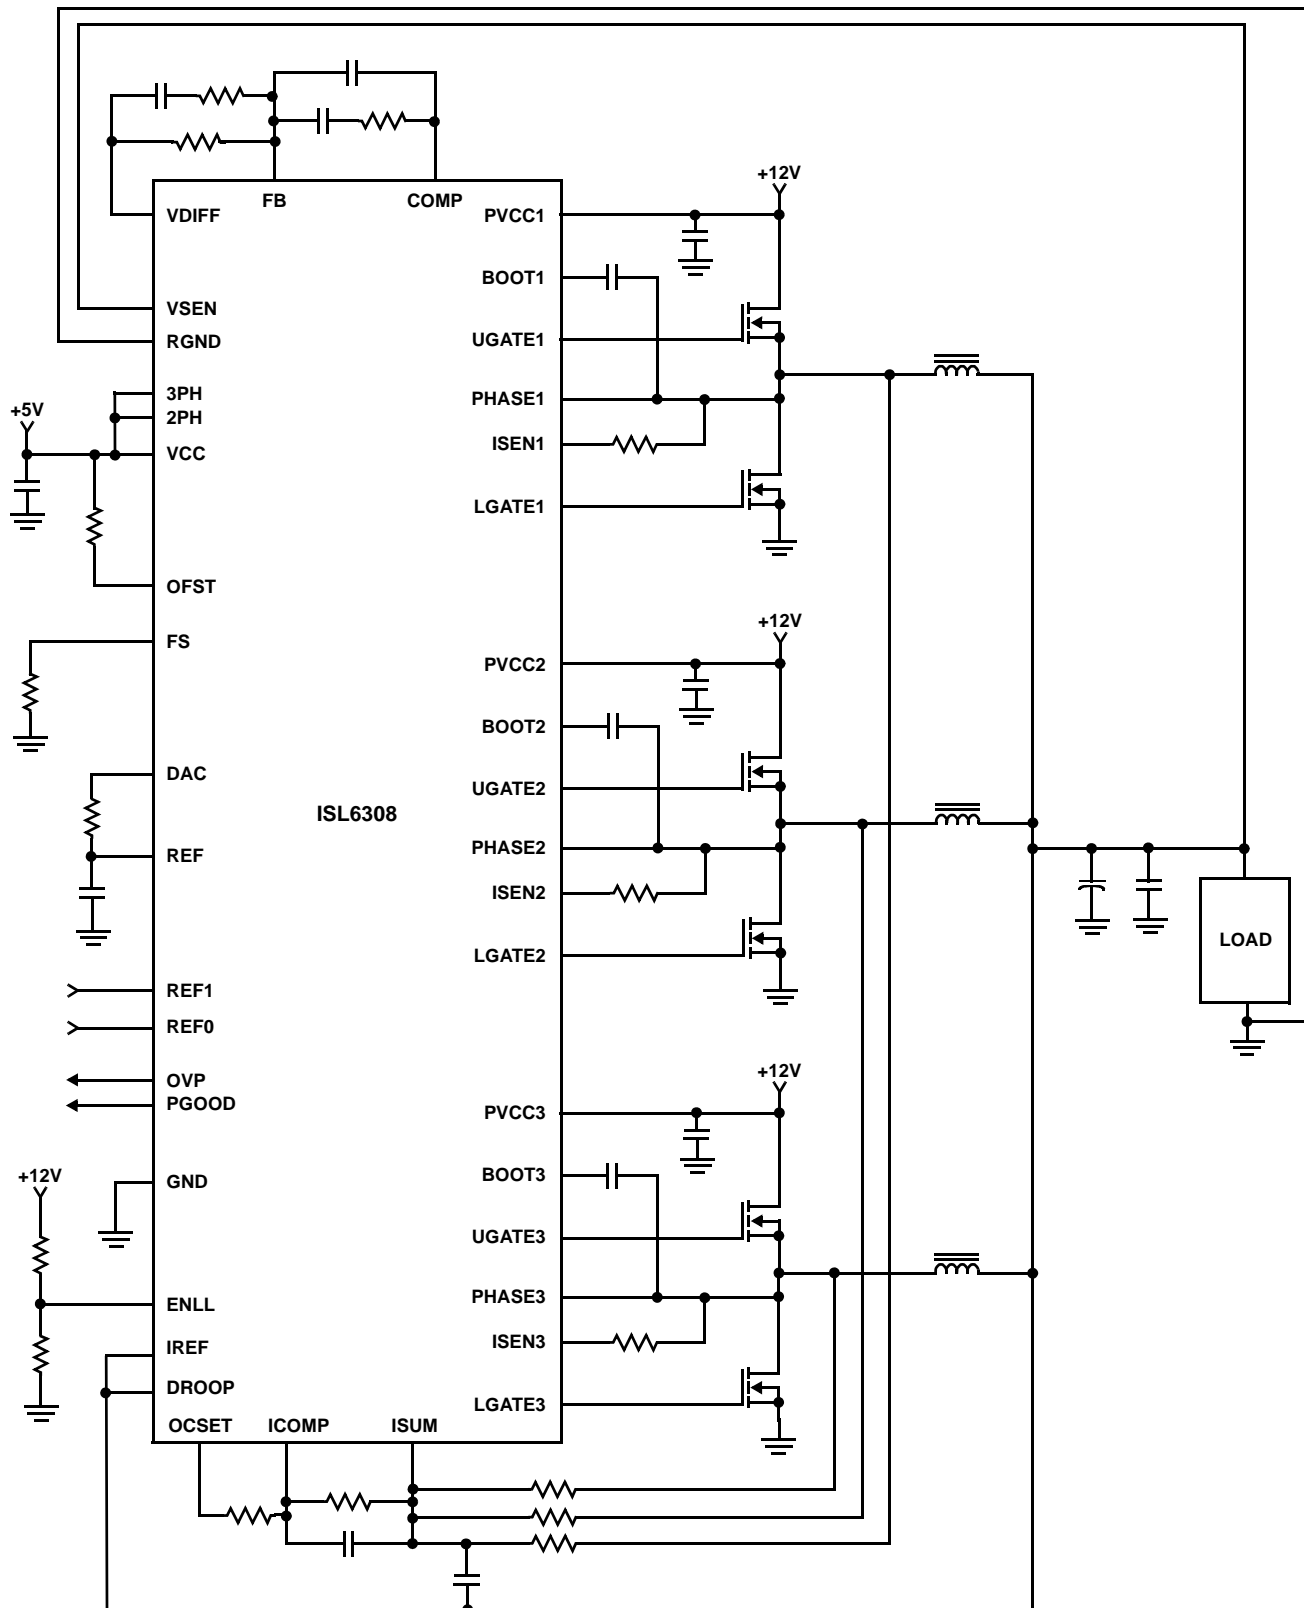 FB
COMP
VDIFF
VSEN
RGND
3PH
2PH
+5V
VCC
OFST
FS
DAC
REF
REF1
REF0
OVP
PGOOD
GND
+12V
ENLL
IREF
DROOP
OCSET
ICOMP
ISUM
ISL6308
+12V
PVCC1
BOOT1
UGATE1
PHASE1
ISEN1
LGATE1
+12V
PVCC2
BOOT2
UGATE2
PHASE2
ISEN2
LGATE2
+12V
PVCC3
BOOT3
UGATE3
PHASE3
ISEN3
LGATE3
LOAD